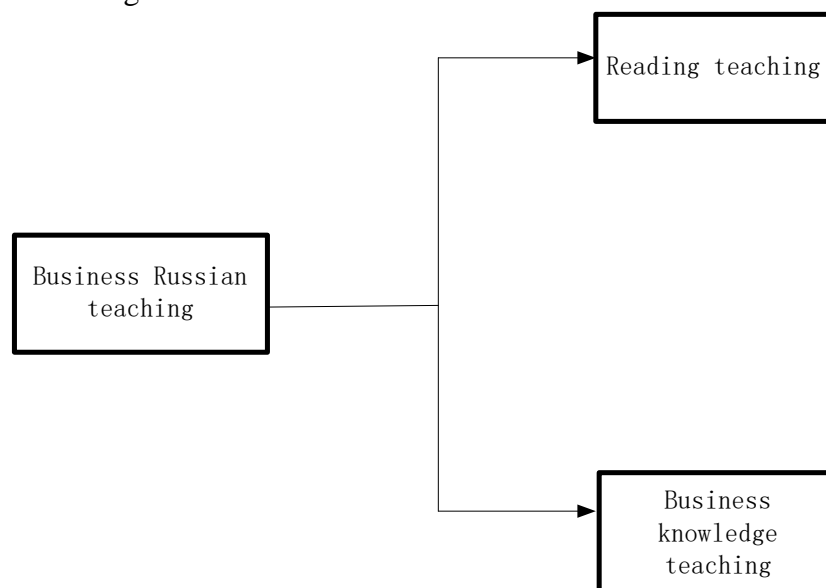 Reading teaching
Business Russian
teaching
Business
knowledge
teaching